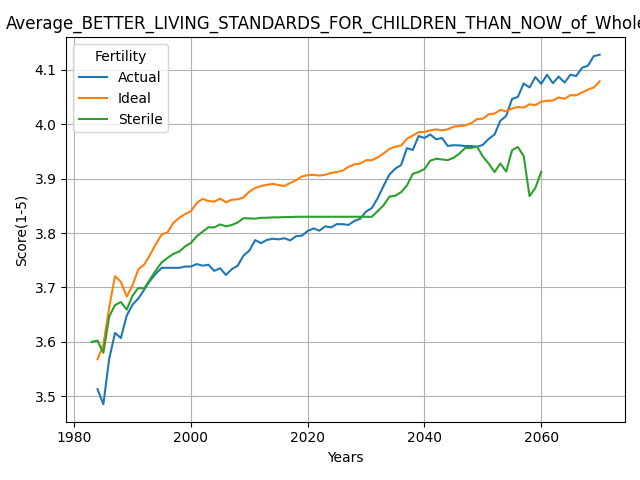 Average_BETTER_LIVING_STANDARDS_FOR_CHILDREN_THAN_NOW_of_Whole
Fertility
Actual
Ideal
Sterile
4.1
4.0
3.9
3.8
3.7
3.6
3.5
Score(1-5)
1980 2000 2020 2040 2060
Years